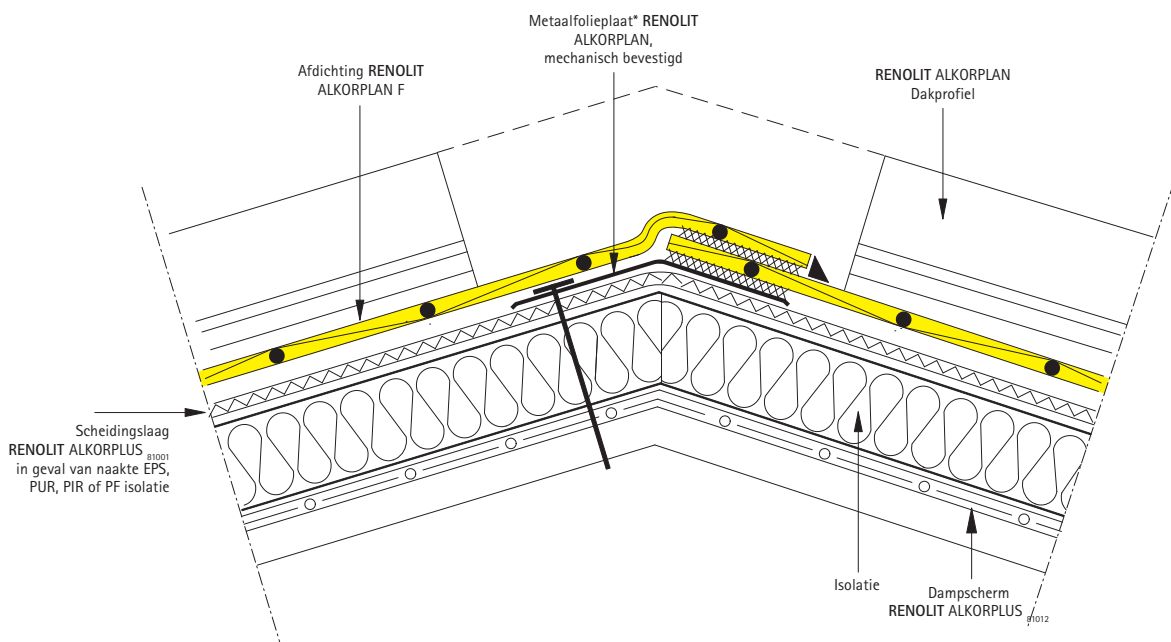 Metaalfolieplaat* RENOLIT
ALKORPLAN,
mechanisch bevestigd
Afdichting RENOLIT
ALKORPLAN F
RENOLIT ALKORPLAN
Dakprofiel
Scheidingslaag
RENOLIT ALKORPLUS 81001
in geval van naakte EPS,
PUR, PIR of PF isolatie
Isolatie
Dampscherm
RENOLIT ALKORPLUS 81012